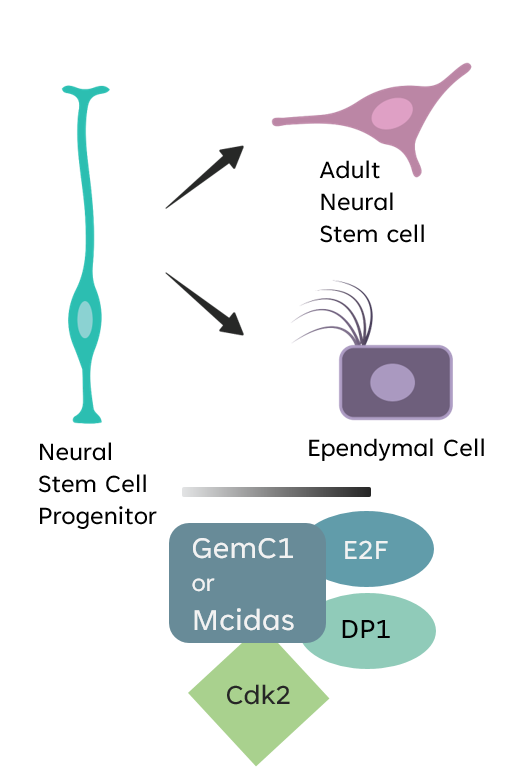 Adult
Neural
Stem cell
Ependymal Cell
Neural
Stem Cell
Progenitor
GemC1
or
Mcidas
E2F
DP1
Cdk2